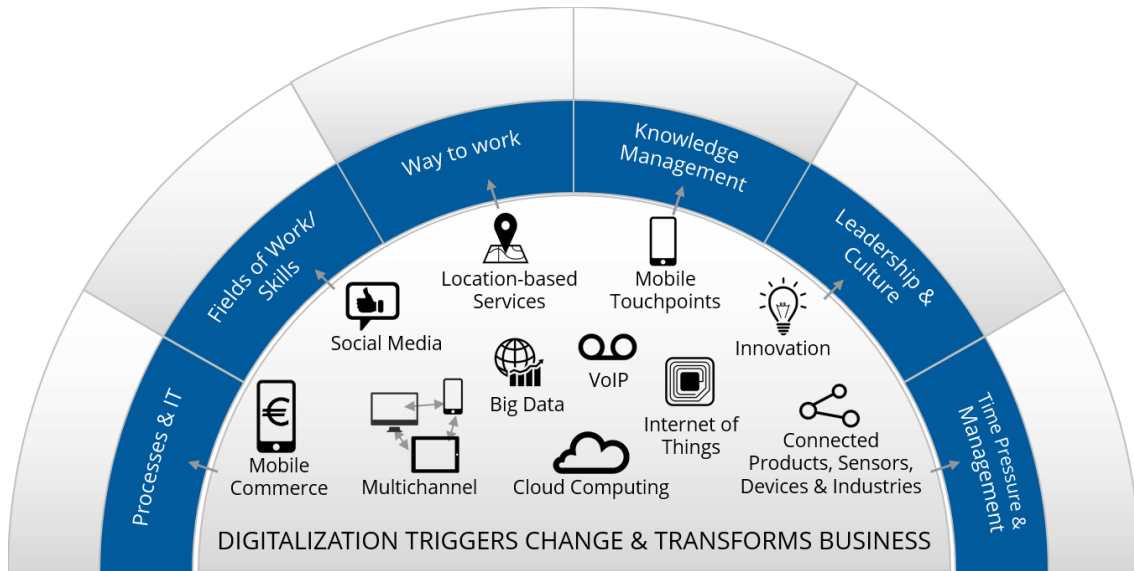 Processes & IT
Fields of Work/
Skills
Way to work
Knowledge
Management
Leadership &
Culture
Time Pressure &
Management
Location-based
Services
Mobile
Touchpoints
Social Media
Innovation
Big Data
VoIP
Internet of
Things
€
Mobile
Commerce
Multichannel
Cloud Computing
Connected
Products, Sensors,
Devices & Industries
DIGITALIZATION TRIGGERS CHANGE & TRANSFORMS BUSINESS